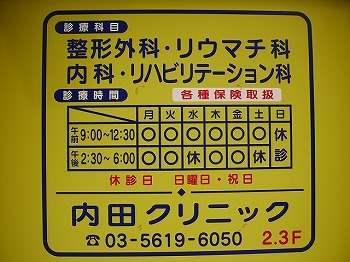 診療科目
整形外科・リウマチ科
内科・リハビリテーション科
診療時間 各種保険取扱
月 火 水 木 金 土 日
午前 9:00~12:30 ○ ○ ○ ○ ○ ○ 休
午後 2:30~6:00 ○ ○ 休 ○ ○ 休 診
休診日 日曜日・祝日
内田クリニック
☎03-5619-6050 2.3F